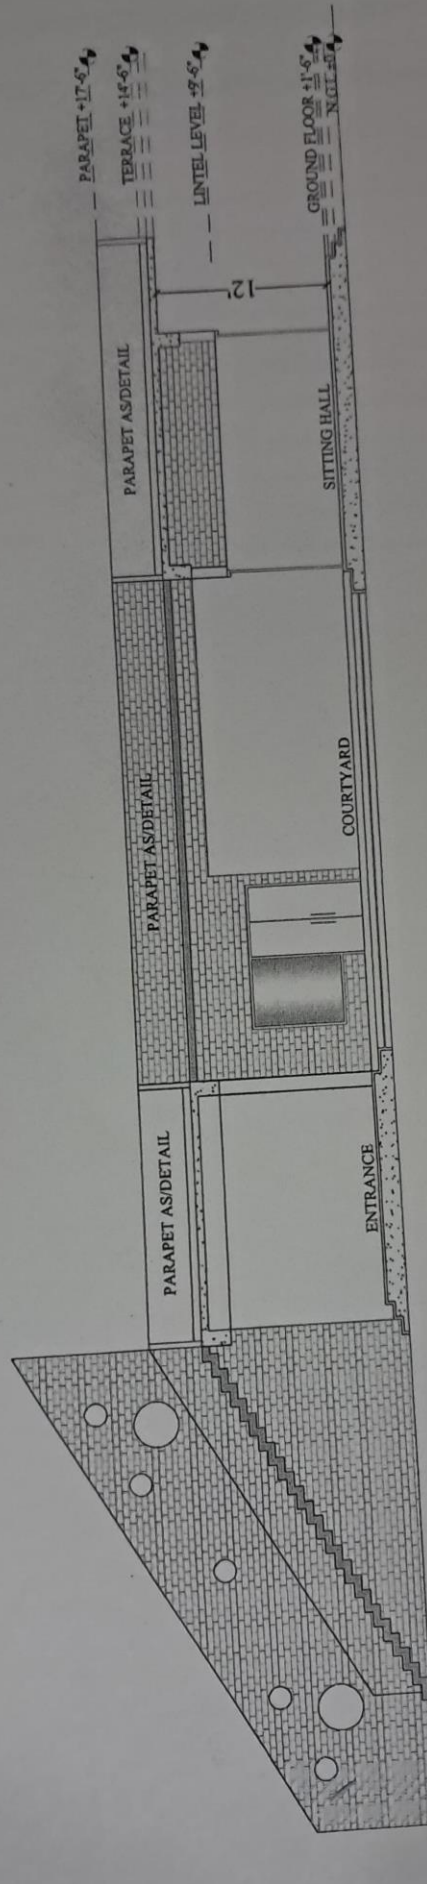 PARAPET +17'-6"
TERRACE +14'-6"
LINTEL LEVEL +9'-6"
GROUND FLOOR +1'-6"
N.G.L
PARAPET AS/DETAIL
PARAPET AS/DETAIL
PARAPET AS/DETAIL
12'
ENTRANCE
COURTYARD
SITTING HALL